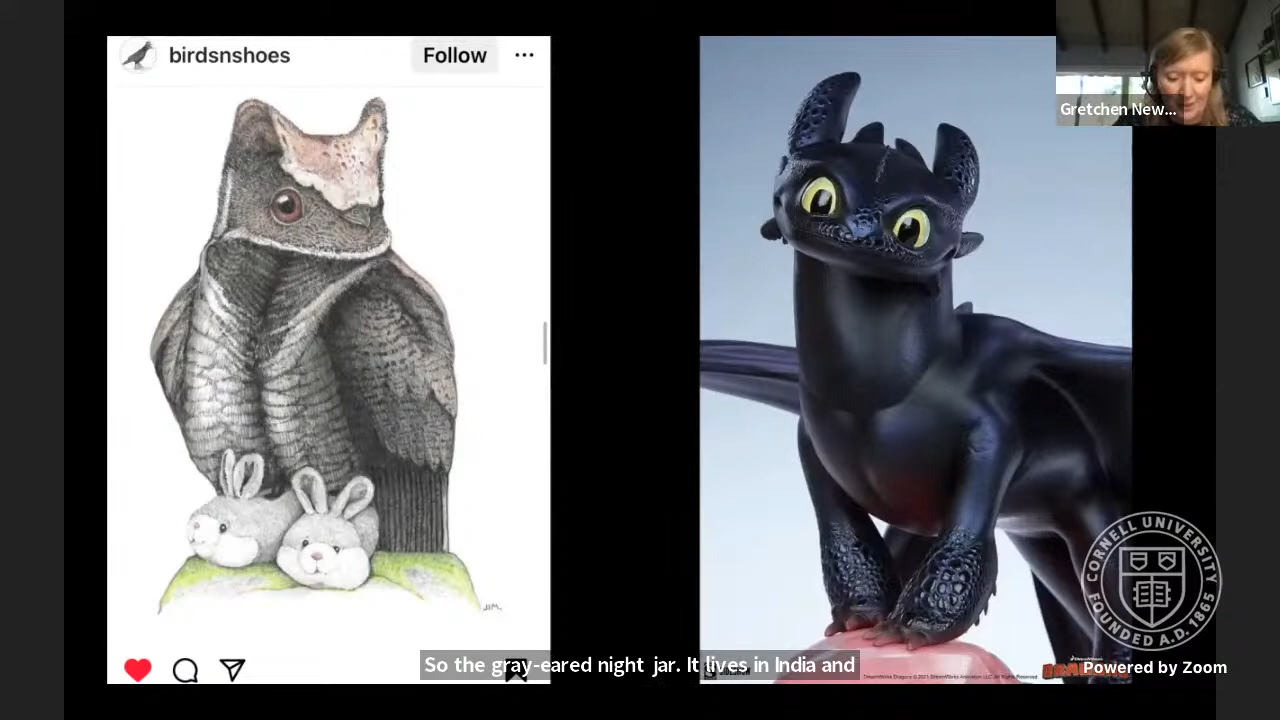 birdsnshoes
Follow
Gretchen New...
JIM.
So the gray-eared night jar. It lives in India and
CORNELL UNIVERSITY
FOUNDED A.D. 1865
Powered by Zoom